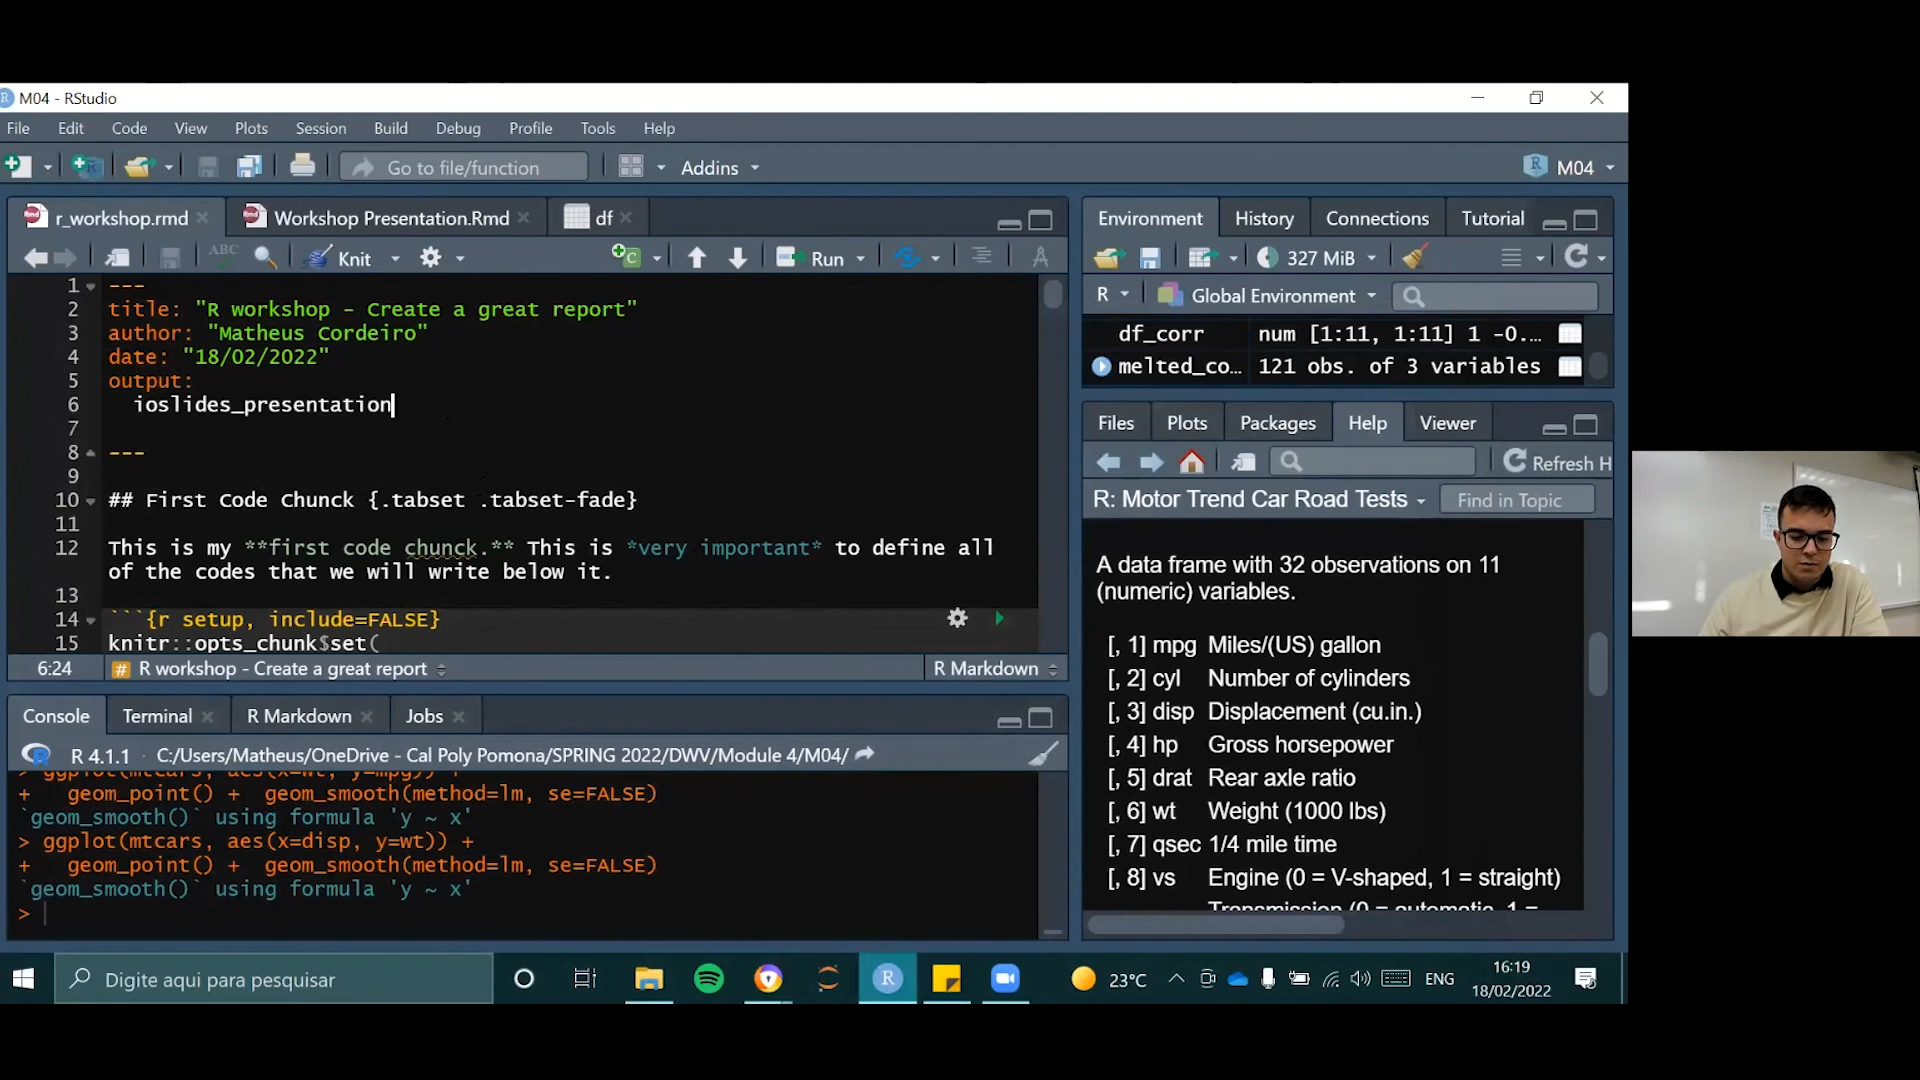 M04 - RStudio
File Edit Code View Plots Session Build Debug Profile Tools Help
Go to file/function Addins M04
r_workshop.rmd Workshop Presentation.Rmd df
Knit Run
1 ---
2 title: "R workshop - Create a great report"
3 author: "Matheus Cordeiro"
4 date: "18/02/2022"
5 output:
6 ioslides_presentation
7
8 ---
9
10 ## First Code Chunck {.tabset .tabset-fade}
11
12 This is my **first code chunck.** This is *very important* to define all
of the codes that we will write below it.
13
14 ```{r setup, include=FALSE}
15 knitr::opts_chunk$set(
6:24 # R workshop - Create a great report R Markdown
Console Terminal R Markdown Jobs
R 4.1.1 · C:/Users/Matheus/OneDrive - Cal Poly Pomona/SPRING 2022/DWV/Module 4/M04/
> ggplot(mtcars, aes(x=wt, y=mpg)) +
+ geom_point() + geom_smooth(method=lm, se=FALSE)
`geom_smooth()` using formula 'y ~ x'
> ggplot(mtcars, aes(x=disp, y=wt)) +
+ geom_point() + geom_smooth(method=lm, se=FALSE)
`geom_smooth()` using formula 'y ~ x'
>
Environment History Connections Tutorial
327 MiB
R Global Environment
df_corr num [1:11, 1:11] 1 -0.…
melted_co… 121 obs. of 3 variables
Files Plots Packages Help Viewer
Refresh H
R: Motor Trend Car Road Tests Find in Topic
A data frame with 32 observations on 11
(numeric) variables.
[, 1] mpg Miles/(US) gallon
[, 2] cyl Number of cylinders
[, 3] disp Displacement (cu.in.)
[, 4] hp Gross horsepower
[, 5] drat Rear axle ratio
[, 6] wt Weight (1000 lbs)
[, 7] qsec 1/4 mile time
[, 8] vs Engine (0 = V-shaped, 1 = straight)
Transmission (0 = automatic, 1 =
Digite aqui para pesquisar
23°C ENG 16:19
18/02/2022